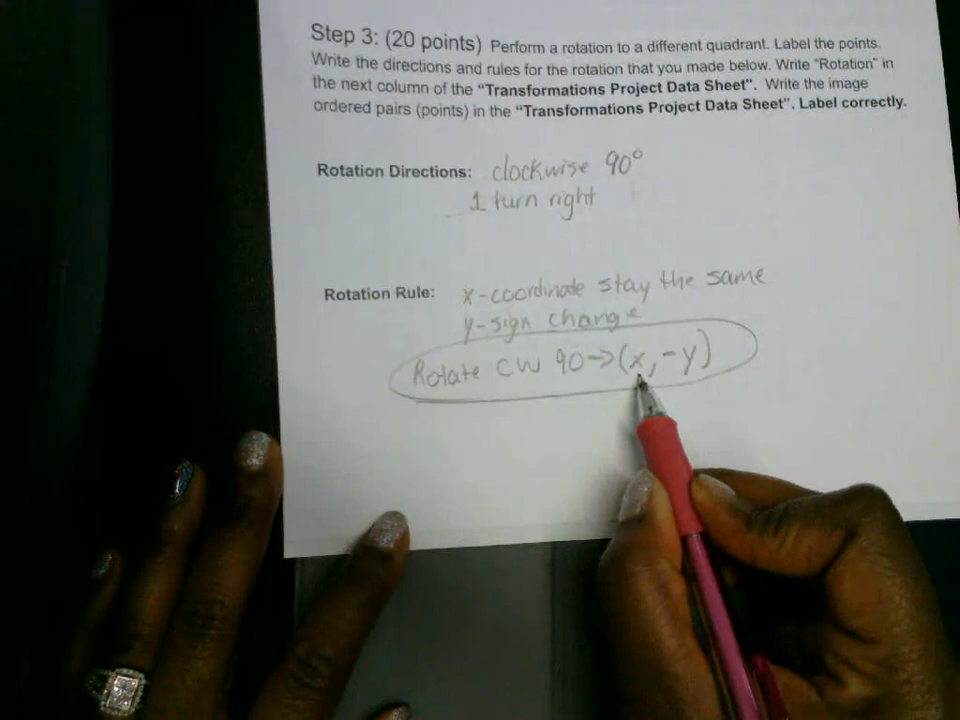 Step 3: (20 points) Perform a rotation to a different quadrant. Label the points.
Write the directions and rules for the rotation that you made below. Write "Rotation" in
the next column of the "Transformations Project Data Sheet". Write the image
ordered pairs (points) in the "Transformations Project Data Sheet". Label correctly.
Rotation Directions: clockwise 90°
1 turn right
Rotation Rule: x-coordinate stay the same
y-sign change
Rotate CW 90->(x,-y)